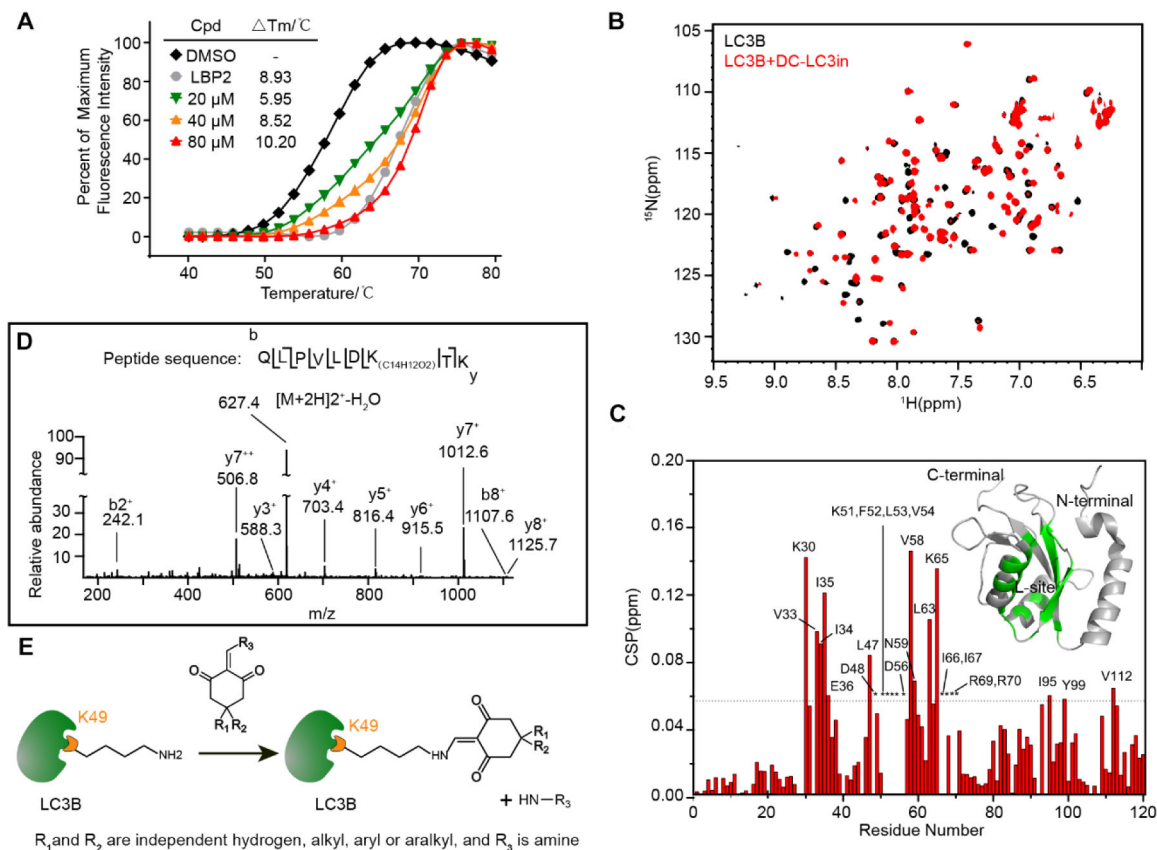 A
Cpd △Tm/℃
DMSO -
LBP2 8.93
20 μM 5.95
40 μM 8.52
80 μM 10.20
Percent of Maximum
Fluorescence Intensity
100
80
60
40
20
0
40 50 60 70 80
Temperature/℃
B
LC3B
LC3B+DC-LC3in
105
110
115
120
125
130
¹⁵N(ppm)
9.5 9.0 8.5 8.0 7.5 7.0 6.5
¹H(ppm)
D
b
Peptide sequence: Q L P V L D K(C14H12O2) T K
y
627.4 [M+2H]2⁺-H₂O
Relative abundance
100
90
30
20
10
b2⁺
242.1
y7⁺⁺
506.8
y3⁺
588.3
y4⁺
703.4
y5⁺
816.4
y6⁺
915.5
y7⁺
1012.6
b8⁺
1107.6
y8⁺
1125.7
200 400 600 800 1000
m/z
C
CSP(ppm)
0.20
0.16
0.12
0.08
0.04
0.00
C-terminal
N-terminal
L-site
K51,F52,L53,V54
K30
V33
I35
I34
E36
L47
D48
N59
D56
V58
L63
K65
I66,I67
R69,R70
I95
Y99
V112
0 20 40 60 80 100 120
Residue Number
E
K49
NH2
LC3B
R₃
O O
R₁ R₂
K49
HN
O
R₁
R₂
O
LC3B
+ HN-R₃
R₁and R₂ are independent hydrogen, alkyl, aryl or aralkyl, and R₃ is amine